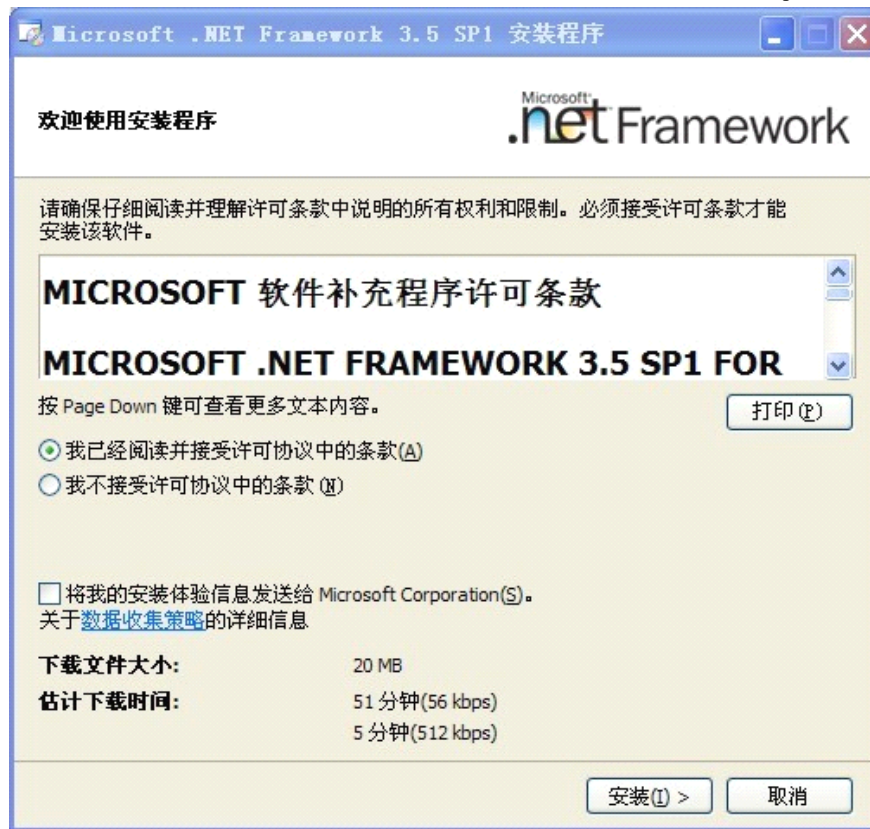 Microsoft .NET Framework 3.5 SP1 安装程序
欢迎使用安装程序
Microsoft
.net Framework
请确保仔细阅读并理解许可条款中说明的所有权利和限制。必须接受许可条款才能
安装该软件。
MICROSOFT 软件补充程序许可条款
MICROSOFT .NET FRAMEWORK 3.5 SP1 FOR
按 Page Down 键可查看更多文本内容。
打印(P)
我已经阅读并接受许可协议中的条款(A)
我不接受许可协议中的条款(N)
将我的安装体验信息发送给 Microsoft Corporation(S)。
关于数据收集策略的详细信息
下载文件大小: 20 MB
估计下载时间: 51 分钟(56 kbps)
5 分钟(512 kbps)
安装(I) > 取消